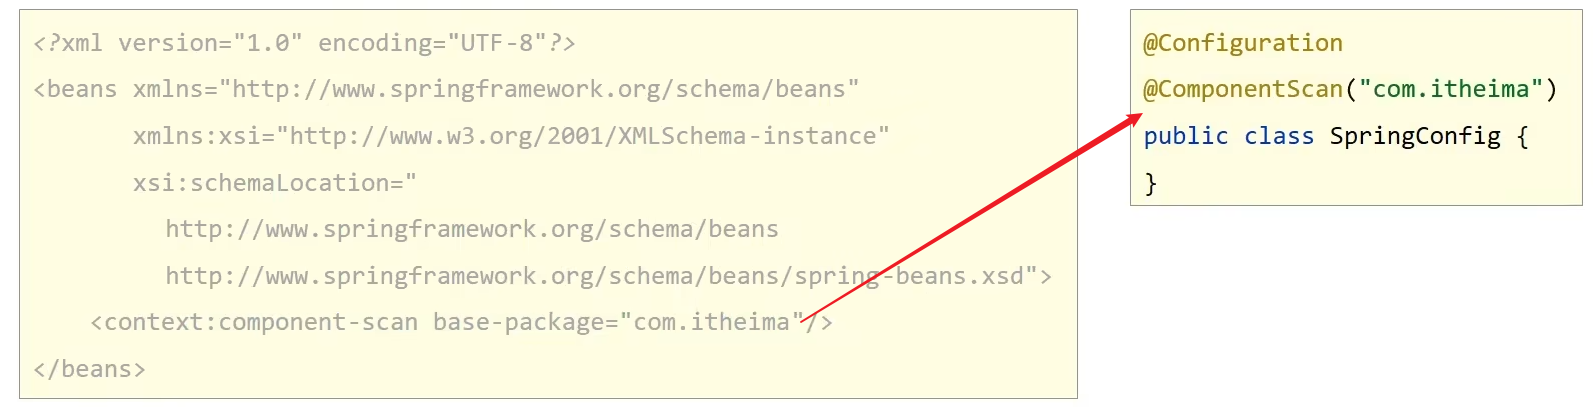 <?xml version="1.0" encoding="UTF-8"?>
<beans xmlns="http://www.springframework.org/schema/beans"
xmlns:xsi="http://www.w3.org/2001/XMLSchema-instance"
xsi:schemaLocation="
http://www.springframework.org/schema/beans
http://www.springframework.org/schema/beans/spring-beans.xsd">
<context:component-scan base-package="com.itheima"/>
</beans>
@Configuration
@ComponentScan("com.itheima")
public class SpringConfig {
}